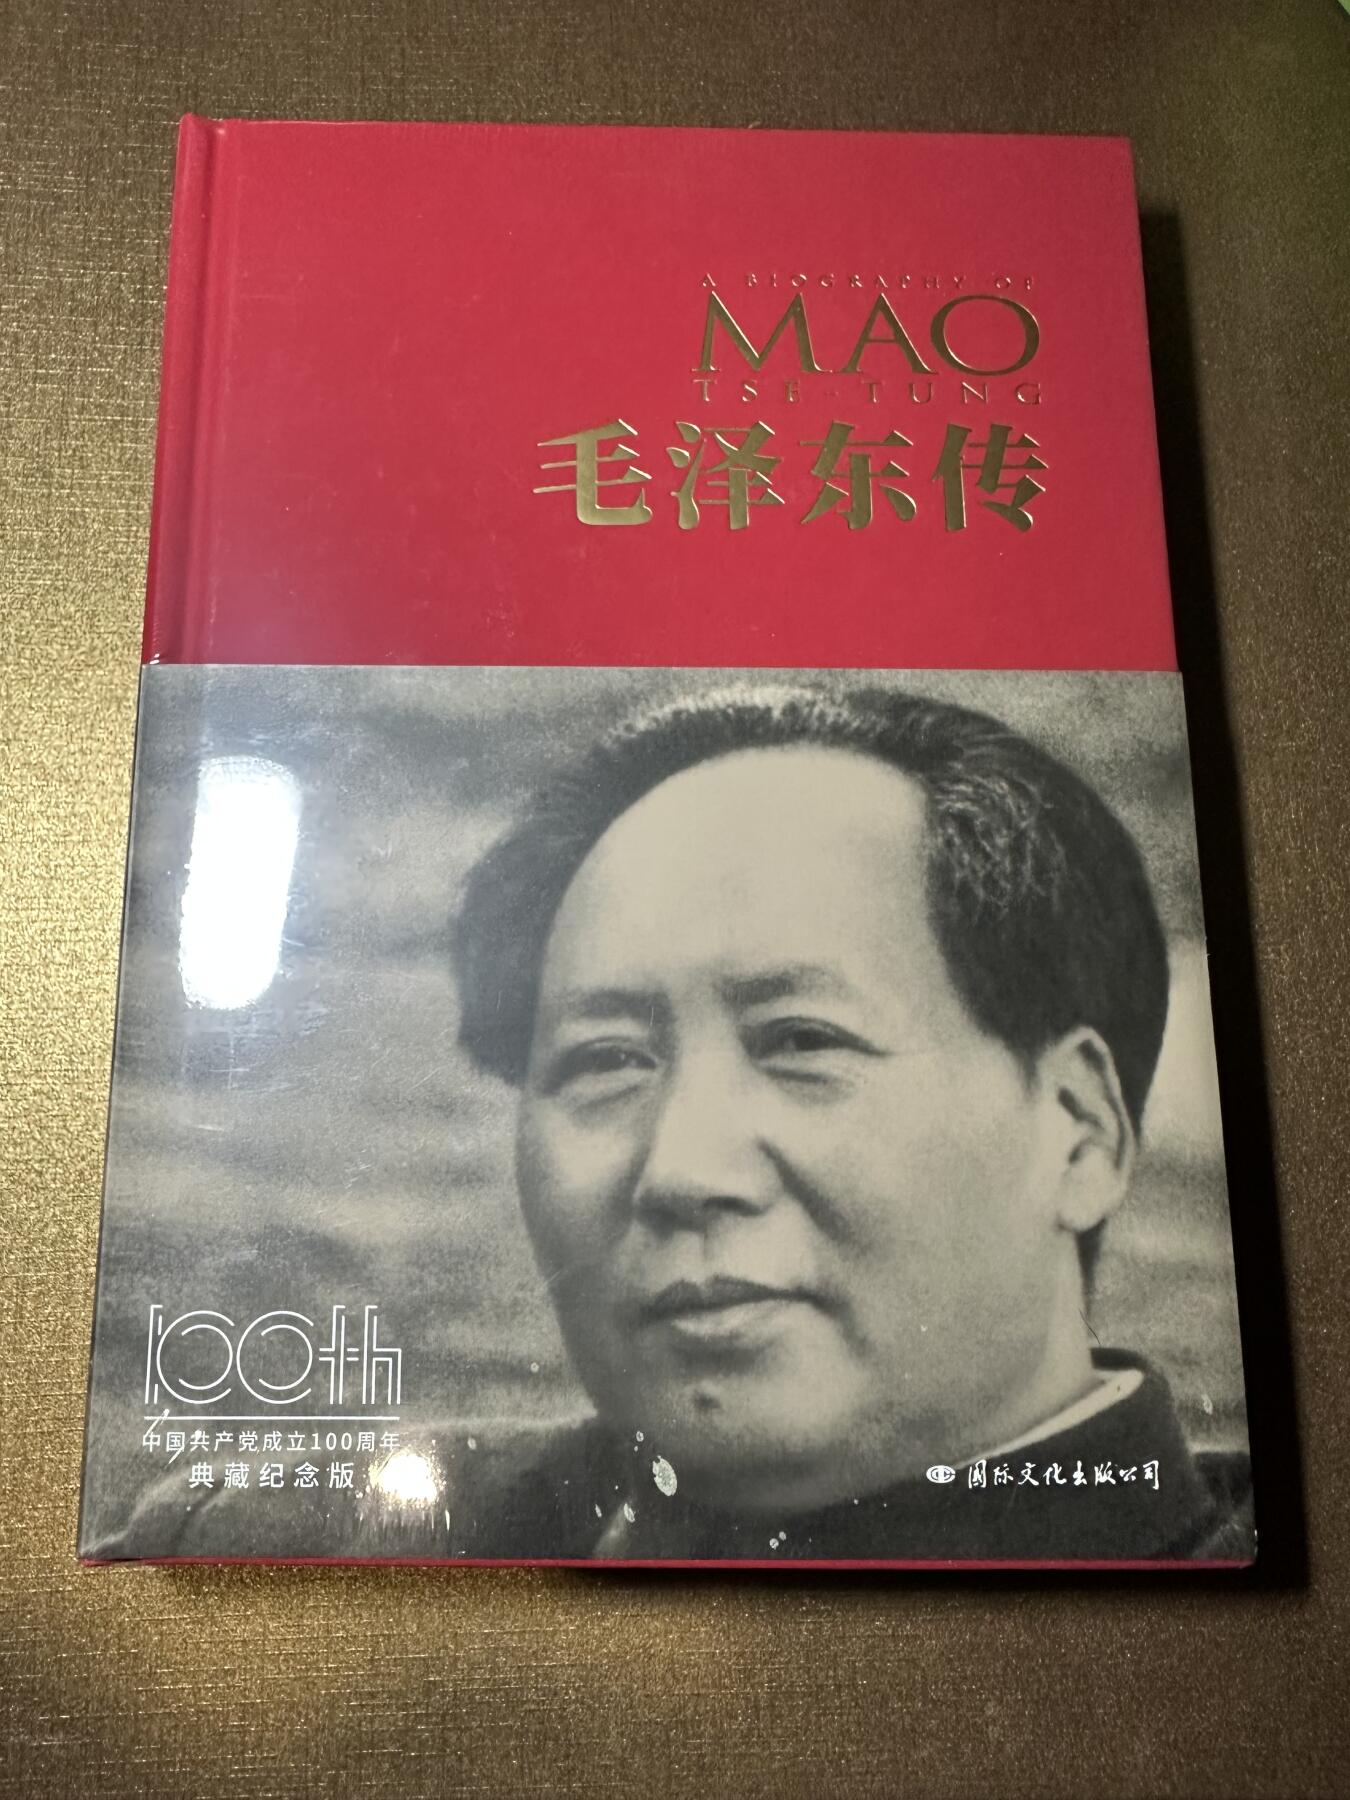 A BIOGRAPHY OF
MAO
TSE-TUNG
毛泽东传
100th
中国共产党成立100周年
典藏纪念版
国际文化出版公司